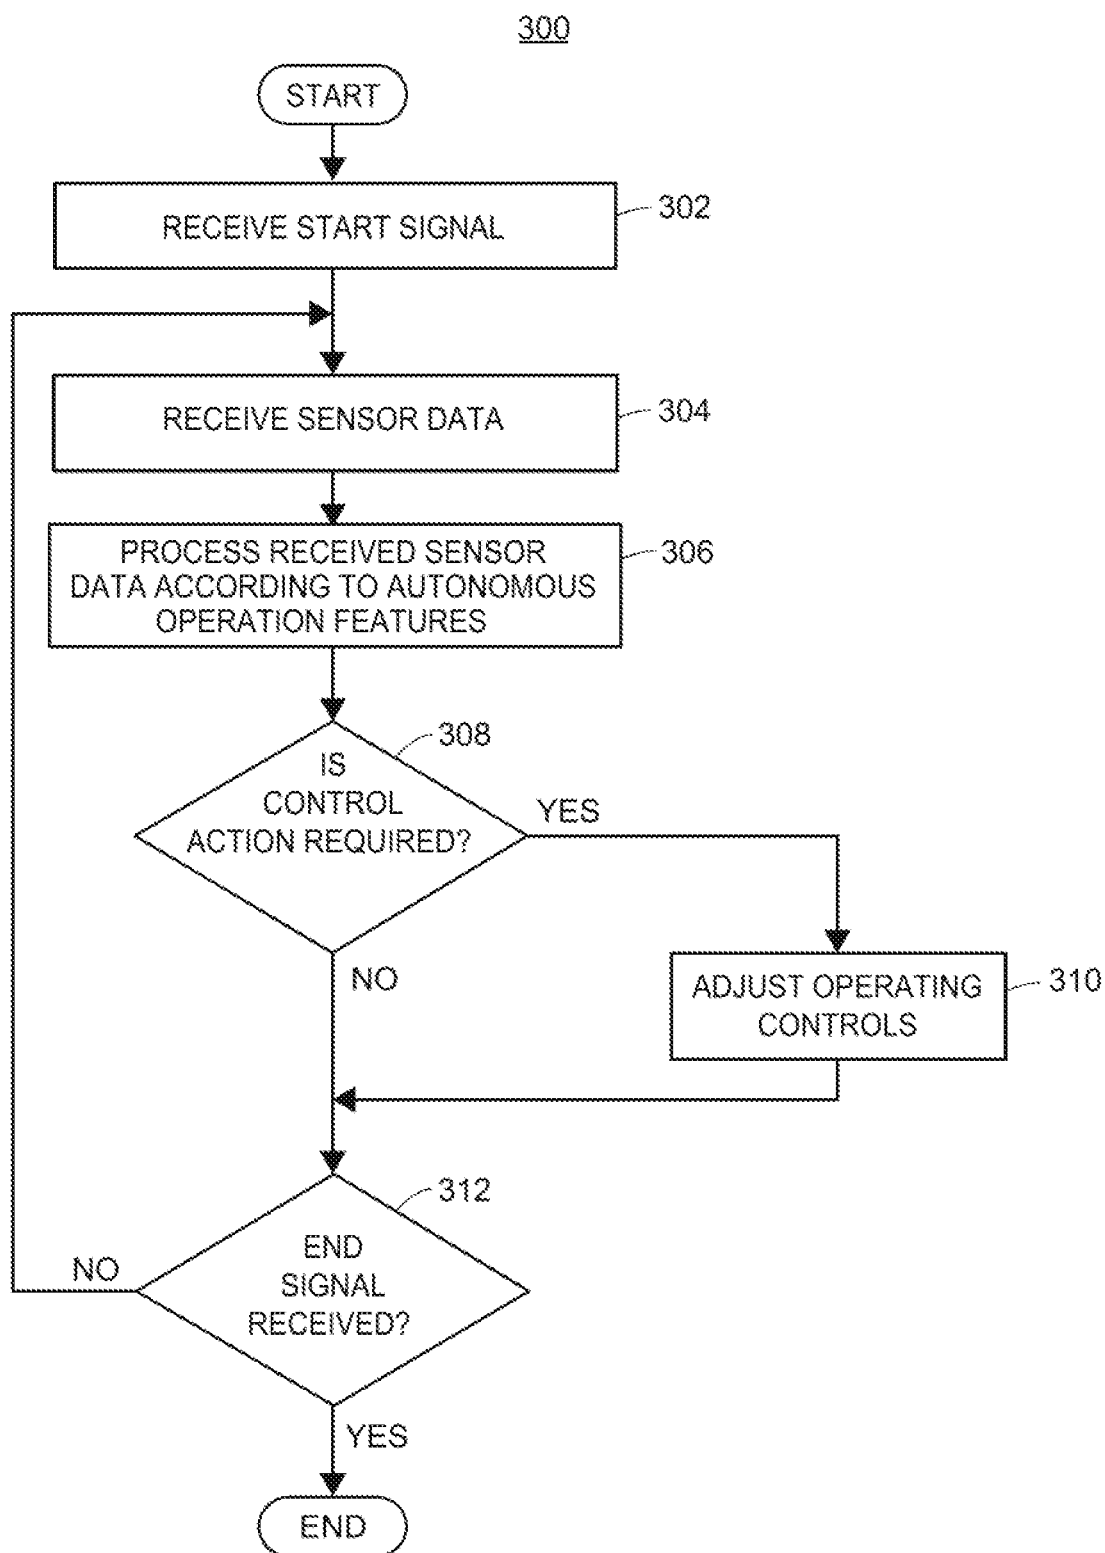 300
START
RECEIVE START SIGNAL
302
RECEIVE SENSOR DATA
304
PROCESS RECEIVED SENSOR
DATA ACCORDING TO AUTONOMOUS
OPERATION FEATURES
306
308
IS
CONTROL
ACTION REQUIRED?
YES
NO
ADJUST OPERATING
CONTROLS
310
312
END
SIGNAL
RECEIVED?
NO
YES
END